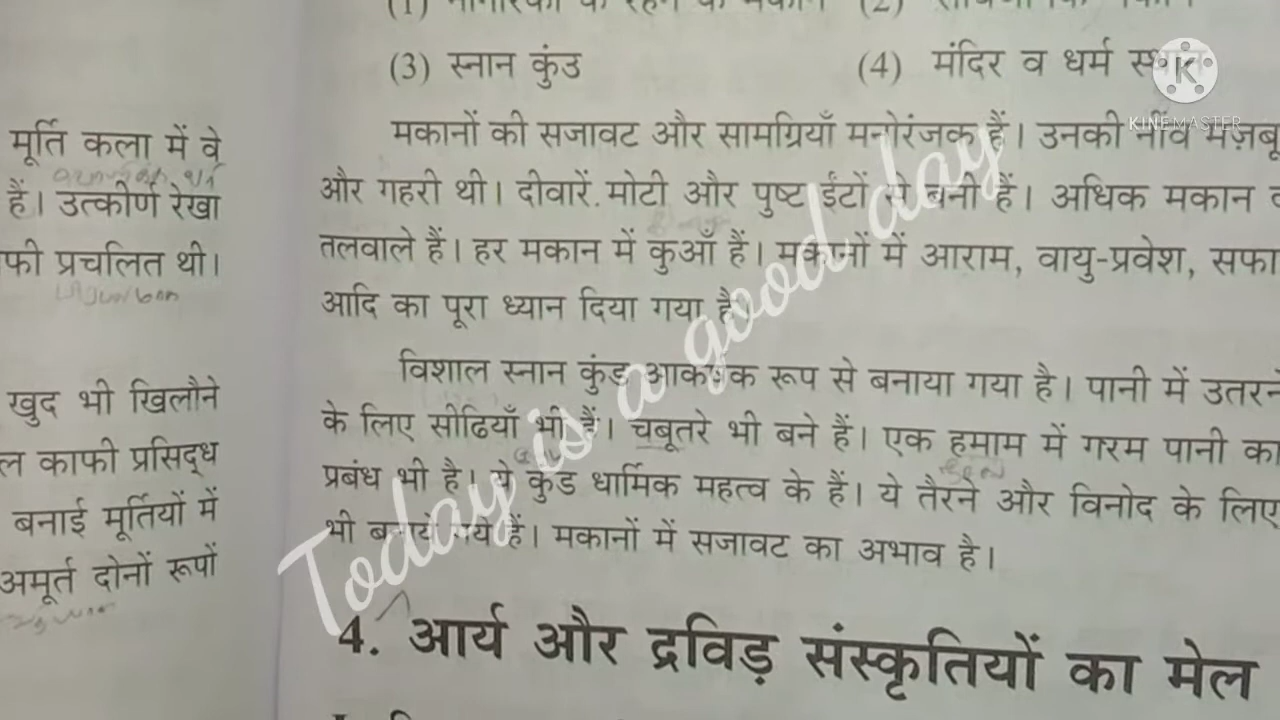 (3) स्नान कुंउ
(4) मंदिर व धर्म स्थान
KINEMASTER
मूर्ति कला में वे
हैं। उत्कीर्ण रेखा
प्रचलित थी।
खुद भी खिलौने
काफी प्रसिद्ध
बनाई मूर्तियों में
अमूर्त दोनों रूपों
मकानों की सजावट और सामग्रियाँ मनोरंजक हैं। उनकी नींव
और गहरी थी। दीवारें. मोटी और पुष्ट ईंटों से बनी हैं। अधिक मकान
तलवाले हैं। हर मकान में कुआँ हैं। मकानों में आराम, वायु-प्रवेश,
आदि का पूरा ध्यान दिया गया है।
विशाल स्नान कुंड आकर्षक रूप से बनाया गया है। पानी में
के लिए सीढियाँ भी हैं। चबूतरे भी बने हैं। एक हमाम में गरम पानी का
प्रबंध भी है। ये कुंड धार्मिक महत्व के हैं। ये तैरने और विनोद के लिए
भी बनाये गये हैं। मकानों में सजावट का अभाव है।
Today is a good day
4. आर्य और द्रविड़ संस्कृतियों का मेल